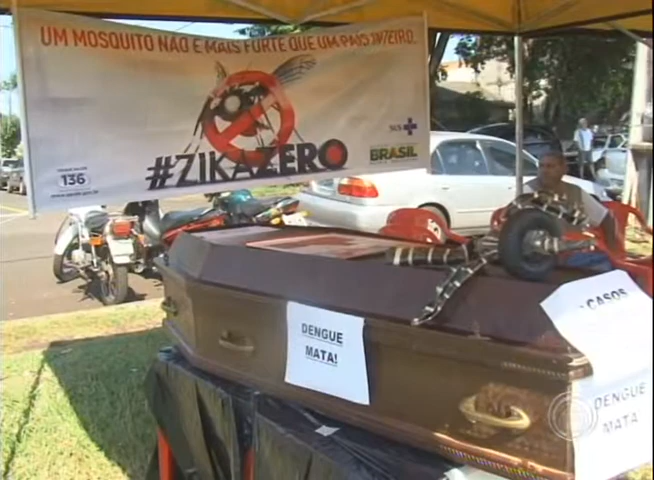 UM MOSQUITO NÃO É MAIS FORTE QUE UM PAÍS INTEIRO.
#ZIKAZERO
136
SUS
BRASIL
DENGUE
MATA!
CASOS
DENGUE
MATA!